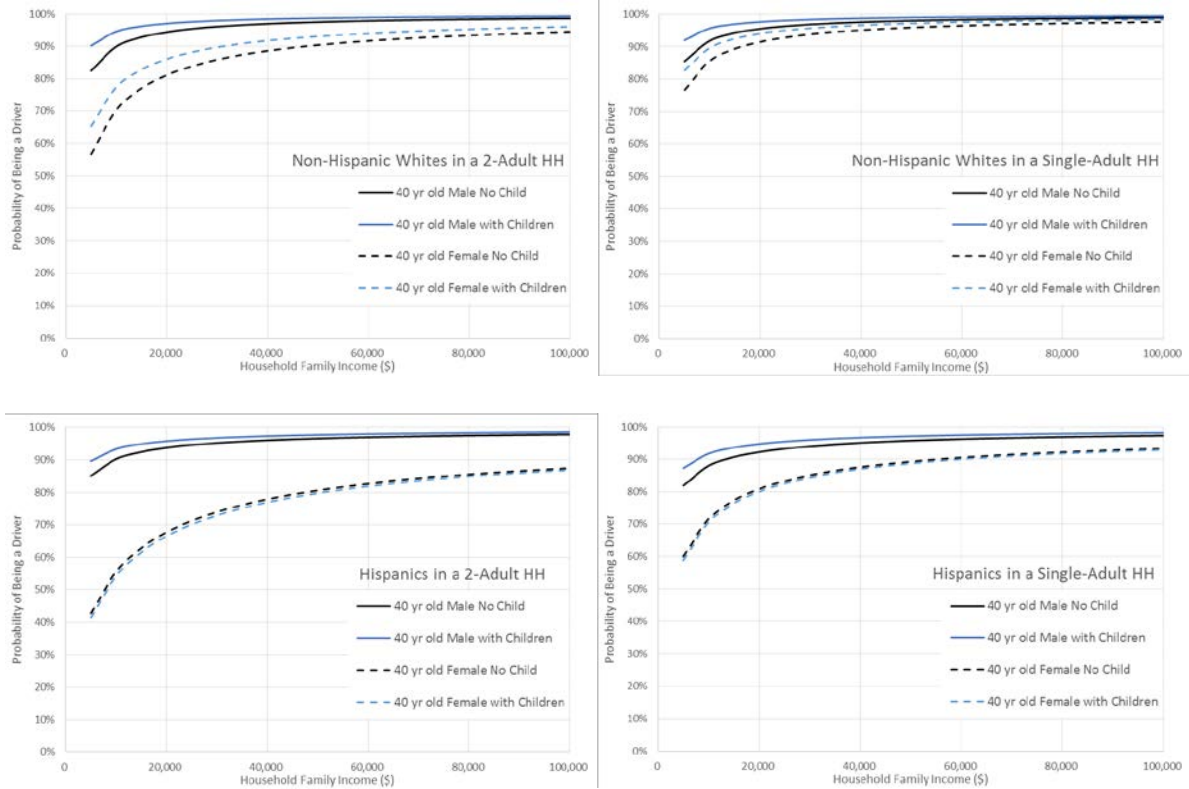 100%
90%
80%
70%
60%
50%
40%
30%
20%
10%
0%
Probability of Being a Driver
Non-Hispanic Whites in a 2-Adult HH
40 yr old Male No Child
40 yr old Male with Children
40 yr old Female No Child
40 yr old Female with Children
0 20,000 40,000 60,000 80,000 100,000
Household Family Income ($)
100%
90%
80%
70%
60%
50%
40%
30%
20%
10%
0%
Probability of Being a Driver
Non-Hispanic Whites in a Single-Adult HH
40 yr old Male No Child
40 yr old Male with Children
40 yr old Female No Child
40 yr old Female with Children
0 20,000 40,000 60,000 80,000 100,000
Household Family Income ($)
100%
90%
80%
70%
60%
50%
40%
30%
20%
10%
0%
Probability of Being a Driver
Hispanics in a 2-Adult HH
40 yr old Male No Child
40 yr old Male with Children
40 yr old Female No Child
40 yr old Female with Children
0 20,000 40,000 60,000 80,000 100,000
Household Family Income ($)
100%
90%
80%
70%
60%
50%
40%
30%
20%
10%
0%
Probability of Being a Driver
Hispanics in a Single-Adult HH
40 yr old Male No Child
40 yr old Male with Children
40 yr old Female No Child
40 yr old Female with Children
0 20,000 40,000 60,000 80,000 100,000
Household Family Income ($)